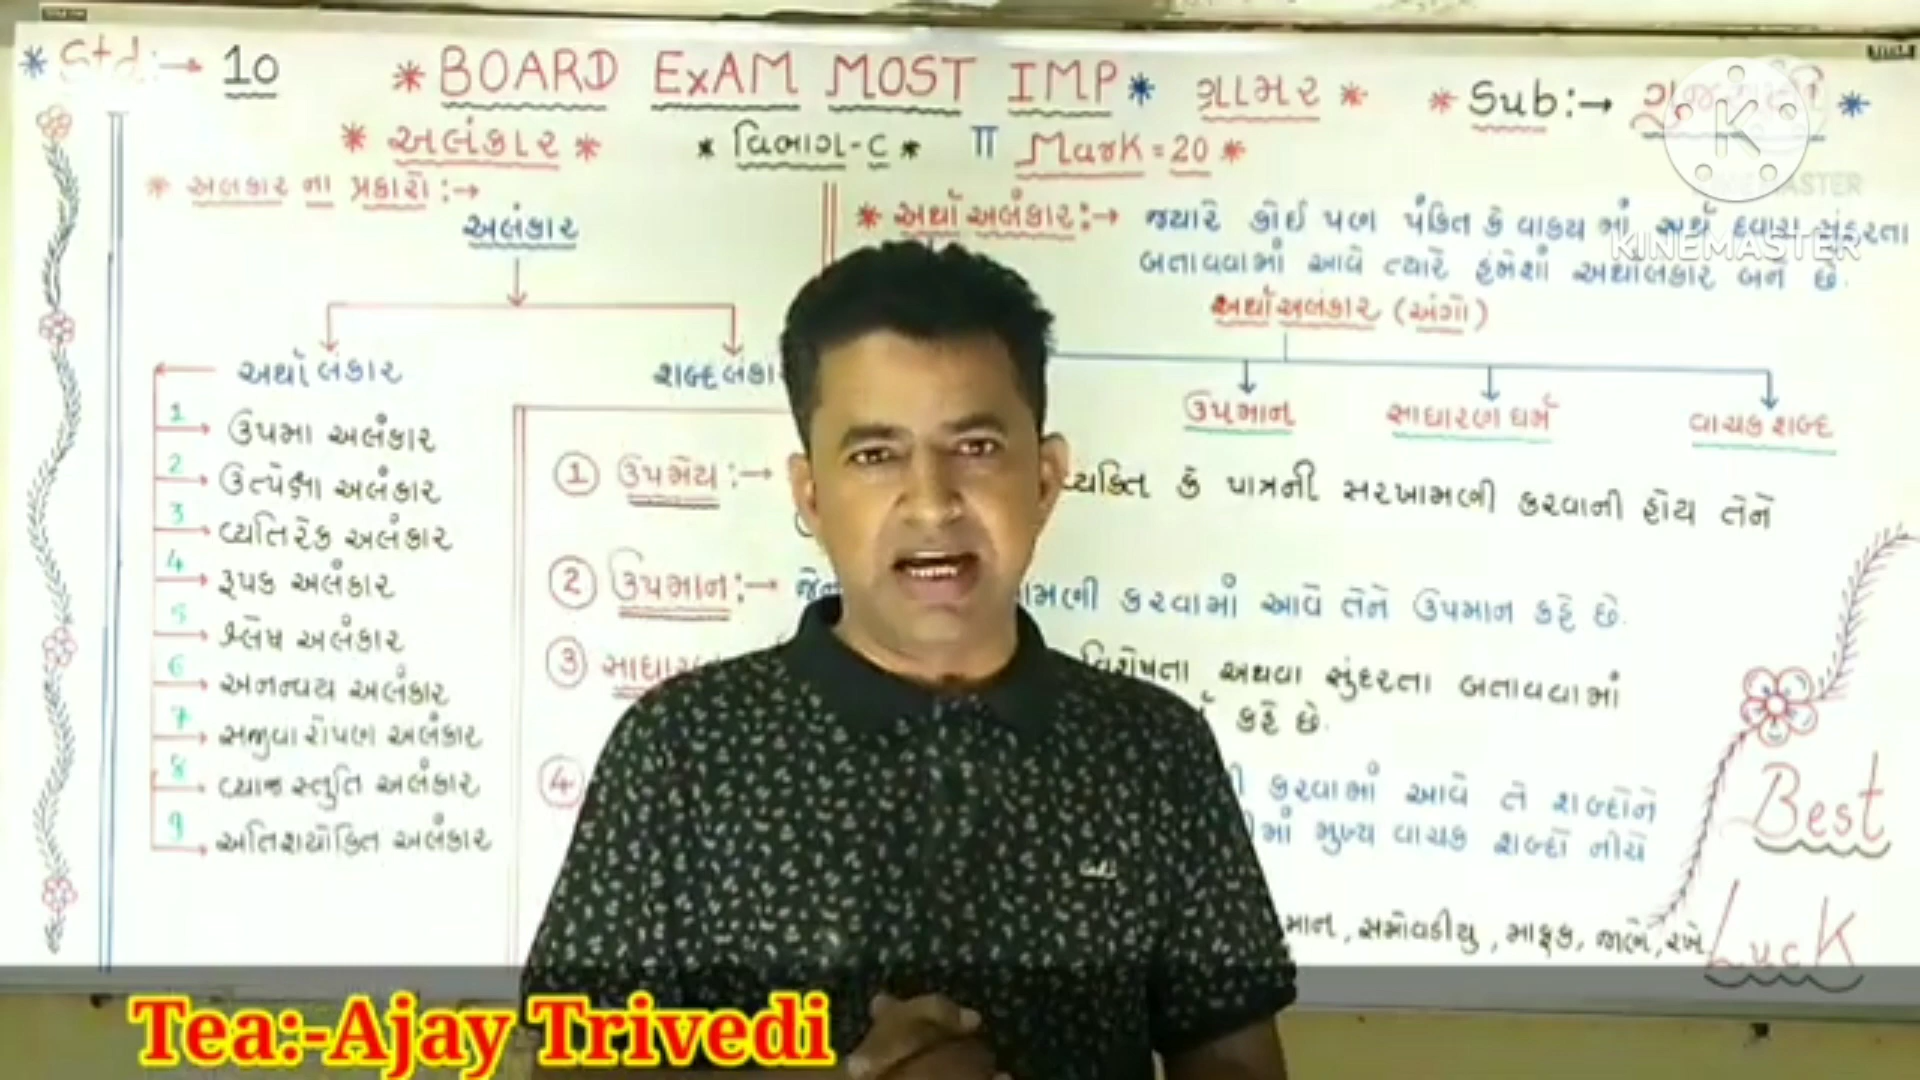 * Std:→ 10 * BOARD ExAM MOST IMP * ગ્રામર * * Sub:→ ગુજરાતી *
* અલંકાર * * વિભાગ-C * Mark = 20 *
* અલંકાર ના પ્રકારો :→
અલંકાર
અર્થાલંકાર
શબ્દલંકા
1 ઉપમા અલંકાર
2 ઉત્પેક્ષા અલંકાર
3 વ્યતિરેક અલંકાર
4 રૂપક અલંકાર
5 શ્લેષ અલંકાર
6 અનન્વય અલંકાર
7 સજીવારોપણ અલંકાર
8 વ્યાજસ્તુતિ અલંકાર
9 અતિશયોક્તિ અલંકાર
* અર્થાઅલંકાર:→ જ્યારે કોઈ પણ પંક્તિ કે વાક્ય માં અર્થ દ્વારા સુંદરતા
બતાવવામાં આવે ત્યારે હંમેશાં અર્થાલંકાર બને છે.
અર્થાઅલંકાર (અંગો)
ઉપમાન સાધારણ ધર્મ વાચક શબ્દ
① ઉપમેય:→ વ્યક્તિ કે પાત્રની સરખામણી કરવાની હોય તેને
② ઉપમાન:→ કરવામાં આવે તેને ઉપમાન કહે છે.
③ વિશેષતા અથવા સુંદરતા બતાવવામાં
કહે છે.
④ કરવામાં આવે તે શબ્દોને
મુખ્ય વાચક શબ્દો નીચે
માન, સમોવડીયુ, માફક, જાણે, રખે
Best
Luck
KINEMASTER
Tea:-Ajay Trivedi